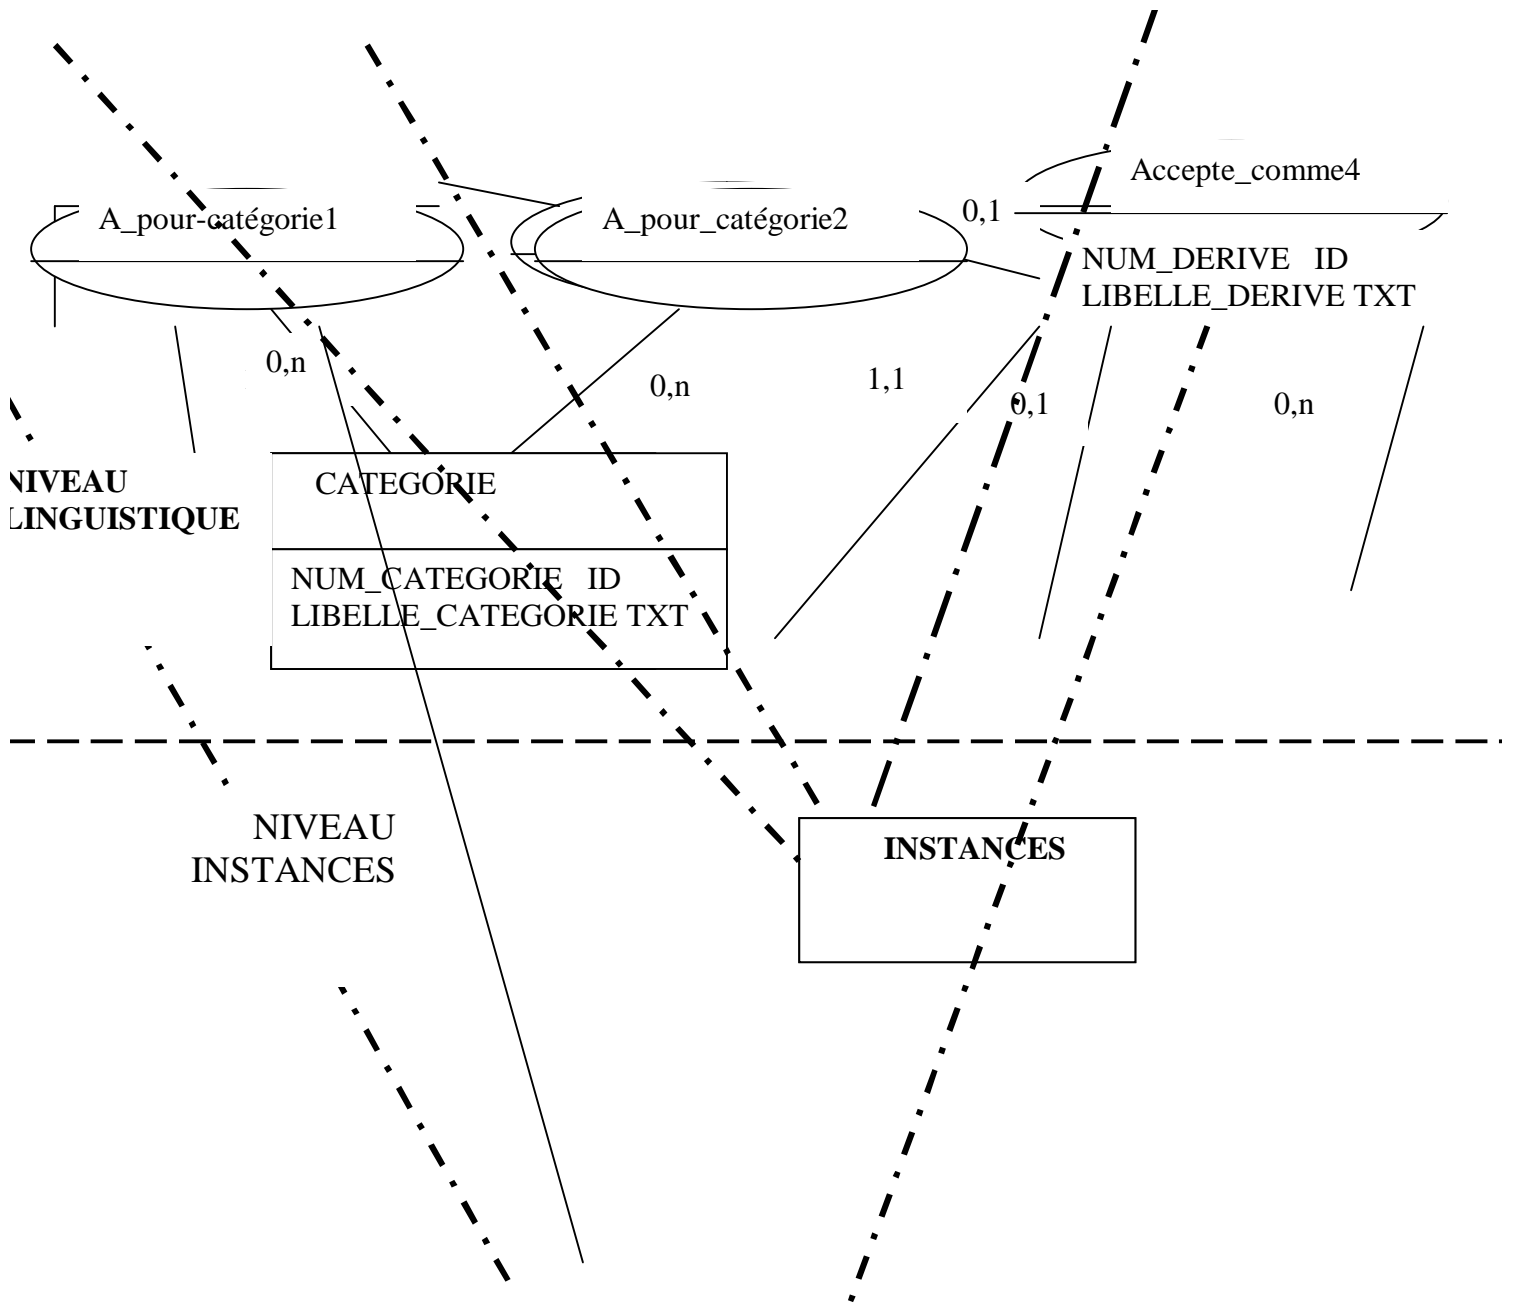 Accepte_comme4
A_pour-catégorie1
A_pour_catégorie2
0,1
NUM_DERIVE ID
LIBELLE_DERIVE TXT
0,n
0,n
1,1
0,1
0,n
NIVEAU
LINGUISTIQUE
CATEGORIE
NUM_CATEGORIE ID
LIBELLE_CATEGORIE TXT
NIVEAU
INSTANCES
INSTANCES